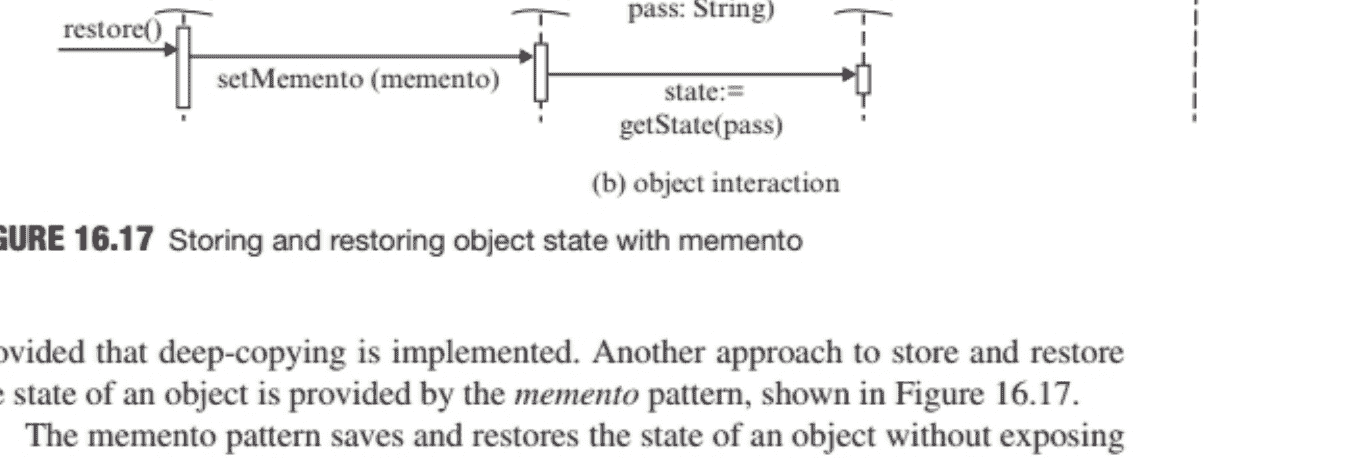 pass: String)
restore()
setMemento (memento)
state:=
getState(pass)
(b) object interaction
16.17 Storing and restoring object state with memento
that deep-copying is implemented. Another approach to store and restore
state of an object is provided by the memento pattern, shown in Figure 16.17.
The memento pattern saves and restores the state of an object without exposing